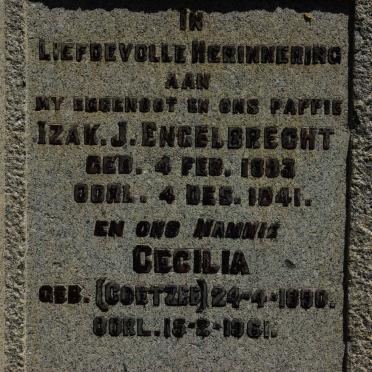 IN
LIEFDEVOLLE HERINNERING
AAN
MY EGGENOOT EN ONS PAPPIE
IZAK. J. ENGELBRECHT
GEB. 4 FEB. 1883
OORL. 4 DES. 1941.
EN ONS MAMMIE
CECILIA
GEB. (COETZEE) 24-4-1890.
OORL. 15-2-1961.